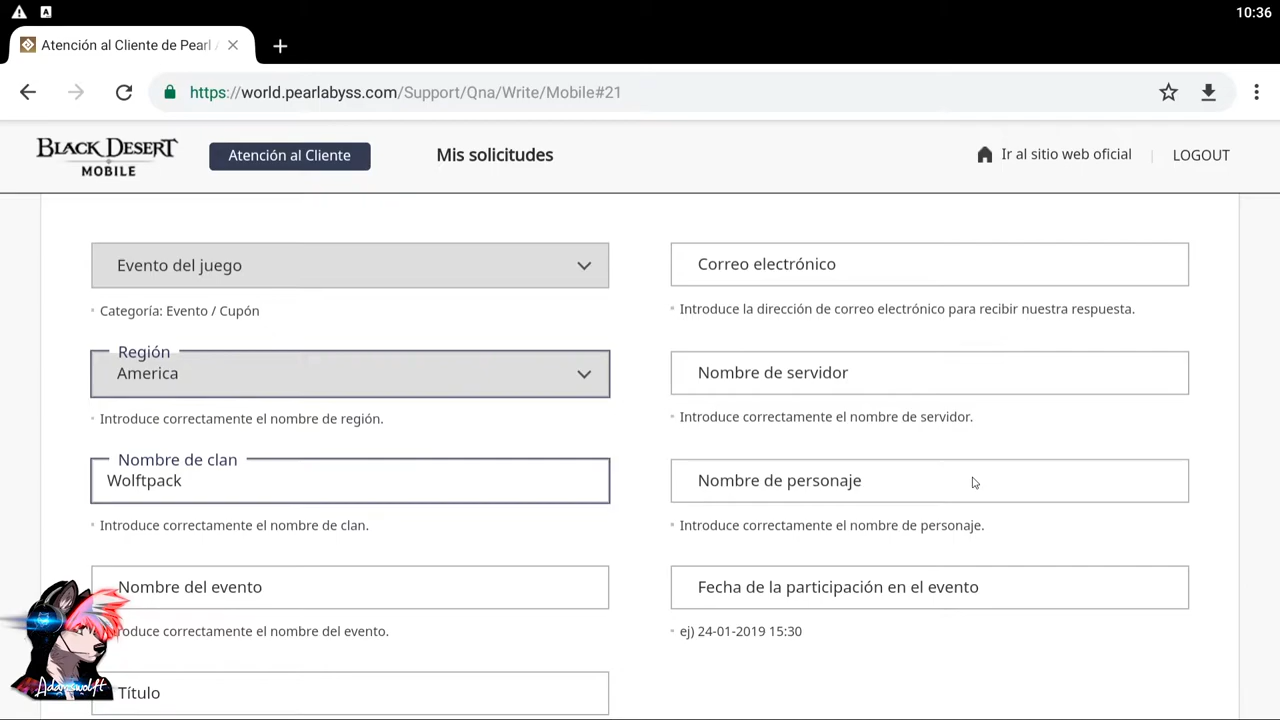 A
10:36
Atención al Cliente de Pearl
https://world.pearlabyss.com/Support/Qna/Write/Mobile#21
BLACK DESERT
MOBILE
Atención al Cliente
Mis solicitudes
Ir al sitio web oficial
LOGOUT
Evento del juego
Correo electrónico
Categoría: Evento / Cupón
Introduce la dirección de correo electrónico para recibir nuestra respuesta.
Región
America
Nombre de servidor
Introduce correctamente el nombre de región.
Introduce correctamente el nombre de servidor.
Nombre de clan
Wolftpack
Nombre de personaje
Introduce correctamente el nombre de clan.
Introduce correctamente el nombre de personaje.
Nombre del evento
Fecha de la participación en el evento
troduce correctamente el nombre del evento.
ej) 24-01-2019 15:30
Adamswolft
Título